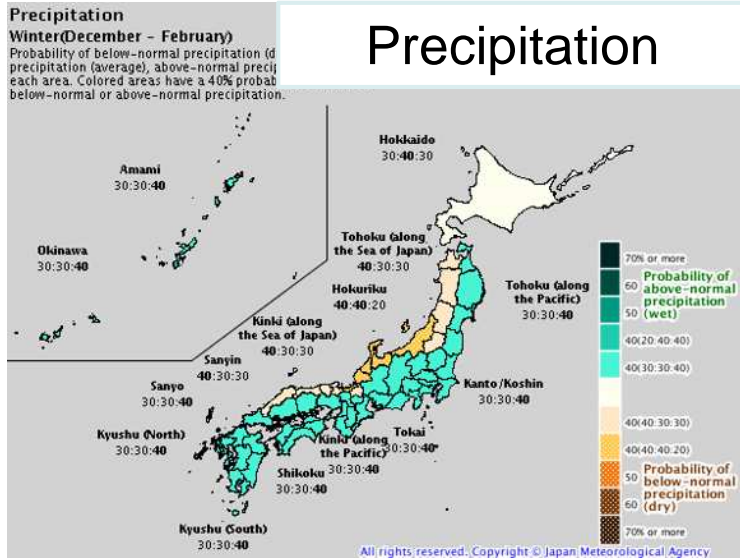 Precipitation
Precipitation
Winter(December - February)
Probability of below-normal precipitation (d
precipitation (average), above-normal precip
each area. Colored areas have a 40% probab
below-normal or above-normal precipitation.
Hokkaido
30:40:30
Amami
30:30:40
Okinawa
30:30:40
Tohoku (along
the Sea of Japan)
40:30:30
Hokuriku
40:40:20
Tohoku (along
the Pacific)
30:30:40
Kinki (along
the Sea of Japan)
40:30:30
Sanyin
40:30:30
Sanyo
30:30:40
Kanto/Koshin
30:30:40
Kyushu (North)
30:30:40
Kinki (along
the Pacific)
30:30:40
Tokai
30:30:40
Shikoku
30:30:40
Kyushu (South)
30:30:40
70% or more
60
Probability of
above-normal
precipitation
(wet)
50
40(20:40:40)
40(30:30:40)
40(40:30:30)
40(40:40:20)
50
Probability of
below-normal
precipitation
(dry)
60
70% or more
All rights reserved. Copyright © Japan Meteorological Agency